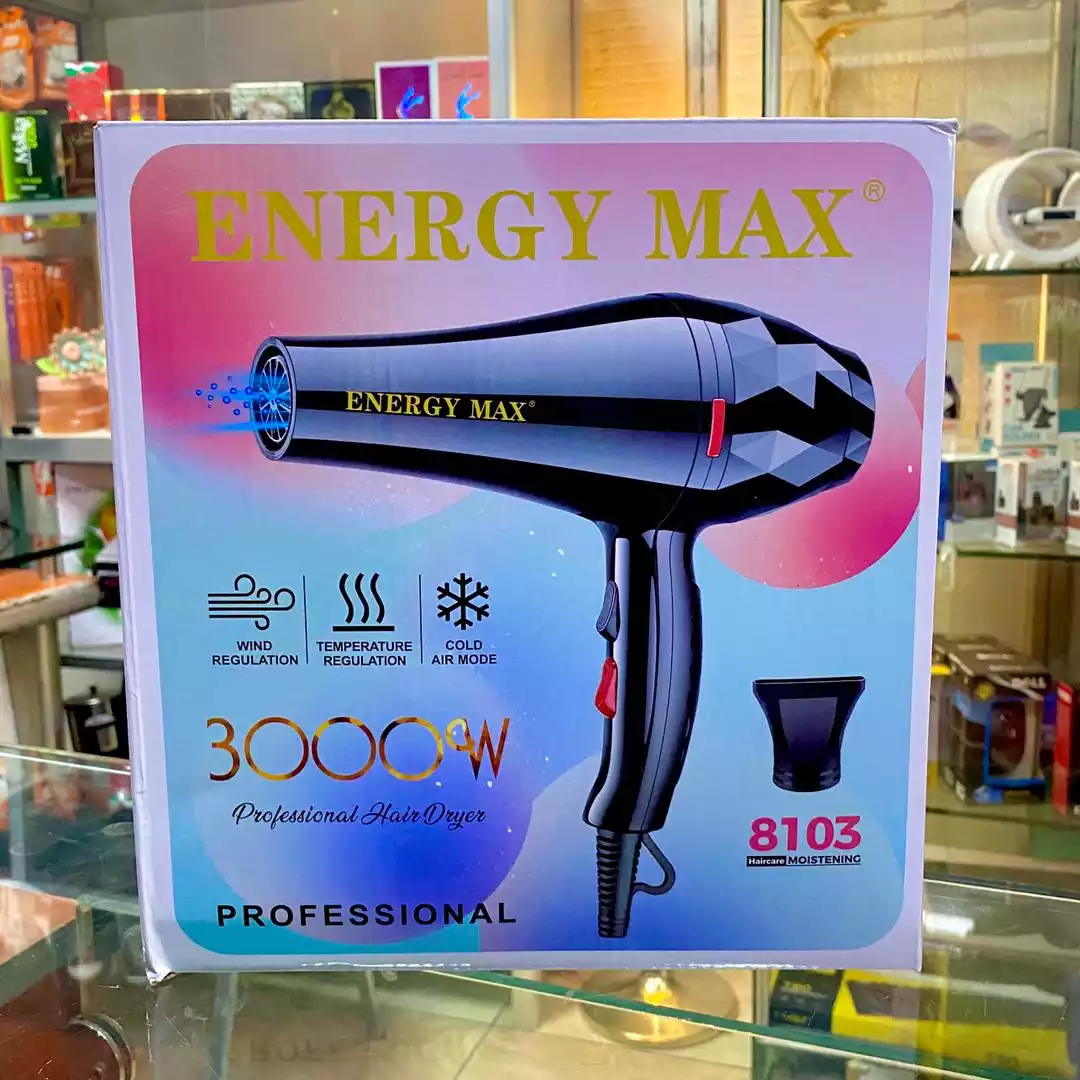 ENERGY MAX®
ENERGY MAX®
WIND
REGULATION
TEMPERATURE
REGULATION
COLD
AIR MODE
3000W
Professional Hair Dryer
8103
Haircare MOISTENING
PROFESSIONAL